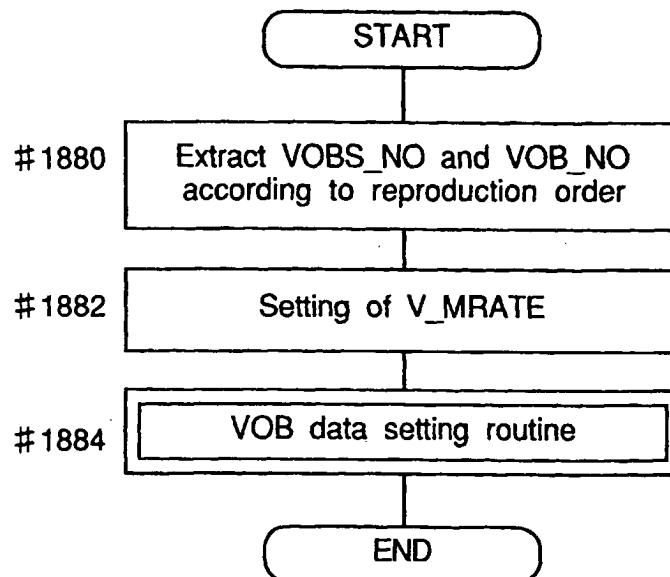 START
#1880
Extract VOBS_NO and VOB_NO
according to reproduction order
#1882
Setting of V_MRATE
#1884
VOB data setting routine
END